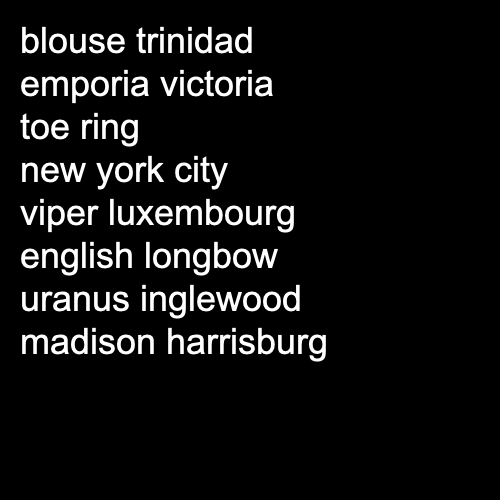 blouse trinidad
emporia victoria
toe ring
new york city
viper luxembourg
english longbow
uranus inglewood
madison harrisburg